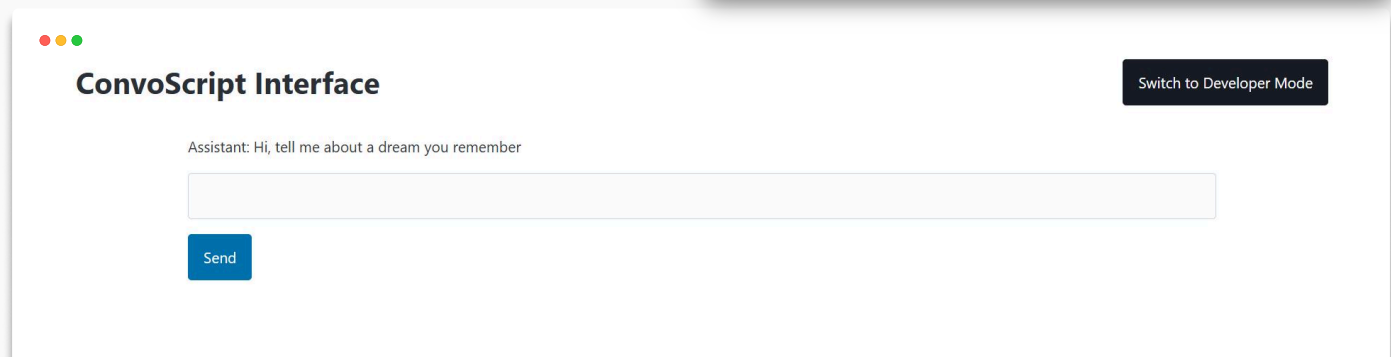 ConvoScript Interface
Switch to Developer Mode
Assistant: Hi, tell me about a dream you remember
Send